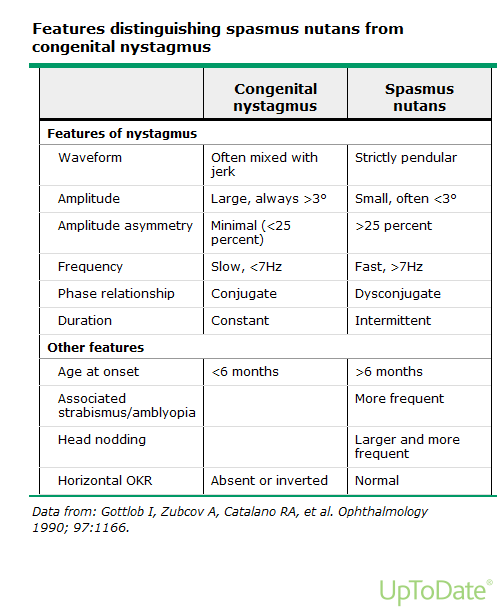 Features distinguishing spasmus nutans from
congenital nystagmus
Congenital
nystagmus
Spasmus
nutans
Features of nystagmus
Waveform
Often mixed with
jerk
Strictly pendular
Amplitude
Large, always >3°
Small, often <3°
Amplitude asymmetry
Minimal (<25
percent)
>25 percent
Frequency
Slow, <7Hz
Fast, >7Hz
Phase relationship
Conjugate
Dysconjugate
Duration
Constant
Intermittent
Other features
Age at onset
<6 months
>6 months
Associated
strabismus/amblyopia
More frequent
Head nodding
Larger and more
frequent
Horizontal OKR
Absent or inverted
Normal
Data from: Gottlob I, Zubcov A, Catalano RA, et al. Ophthalmology
1990; 97:1166.
UpToDate®